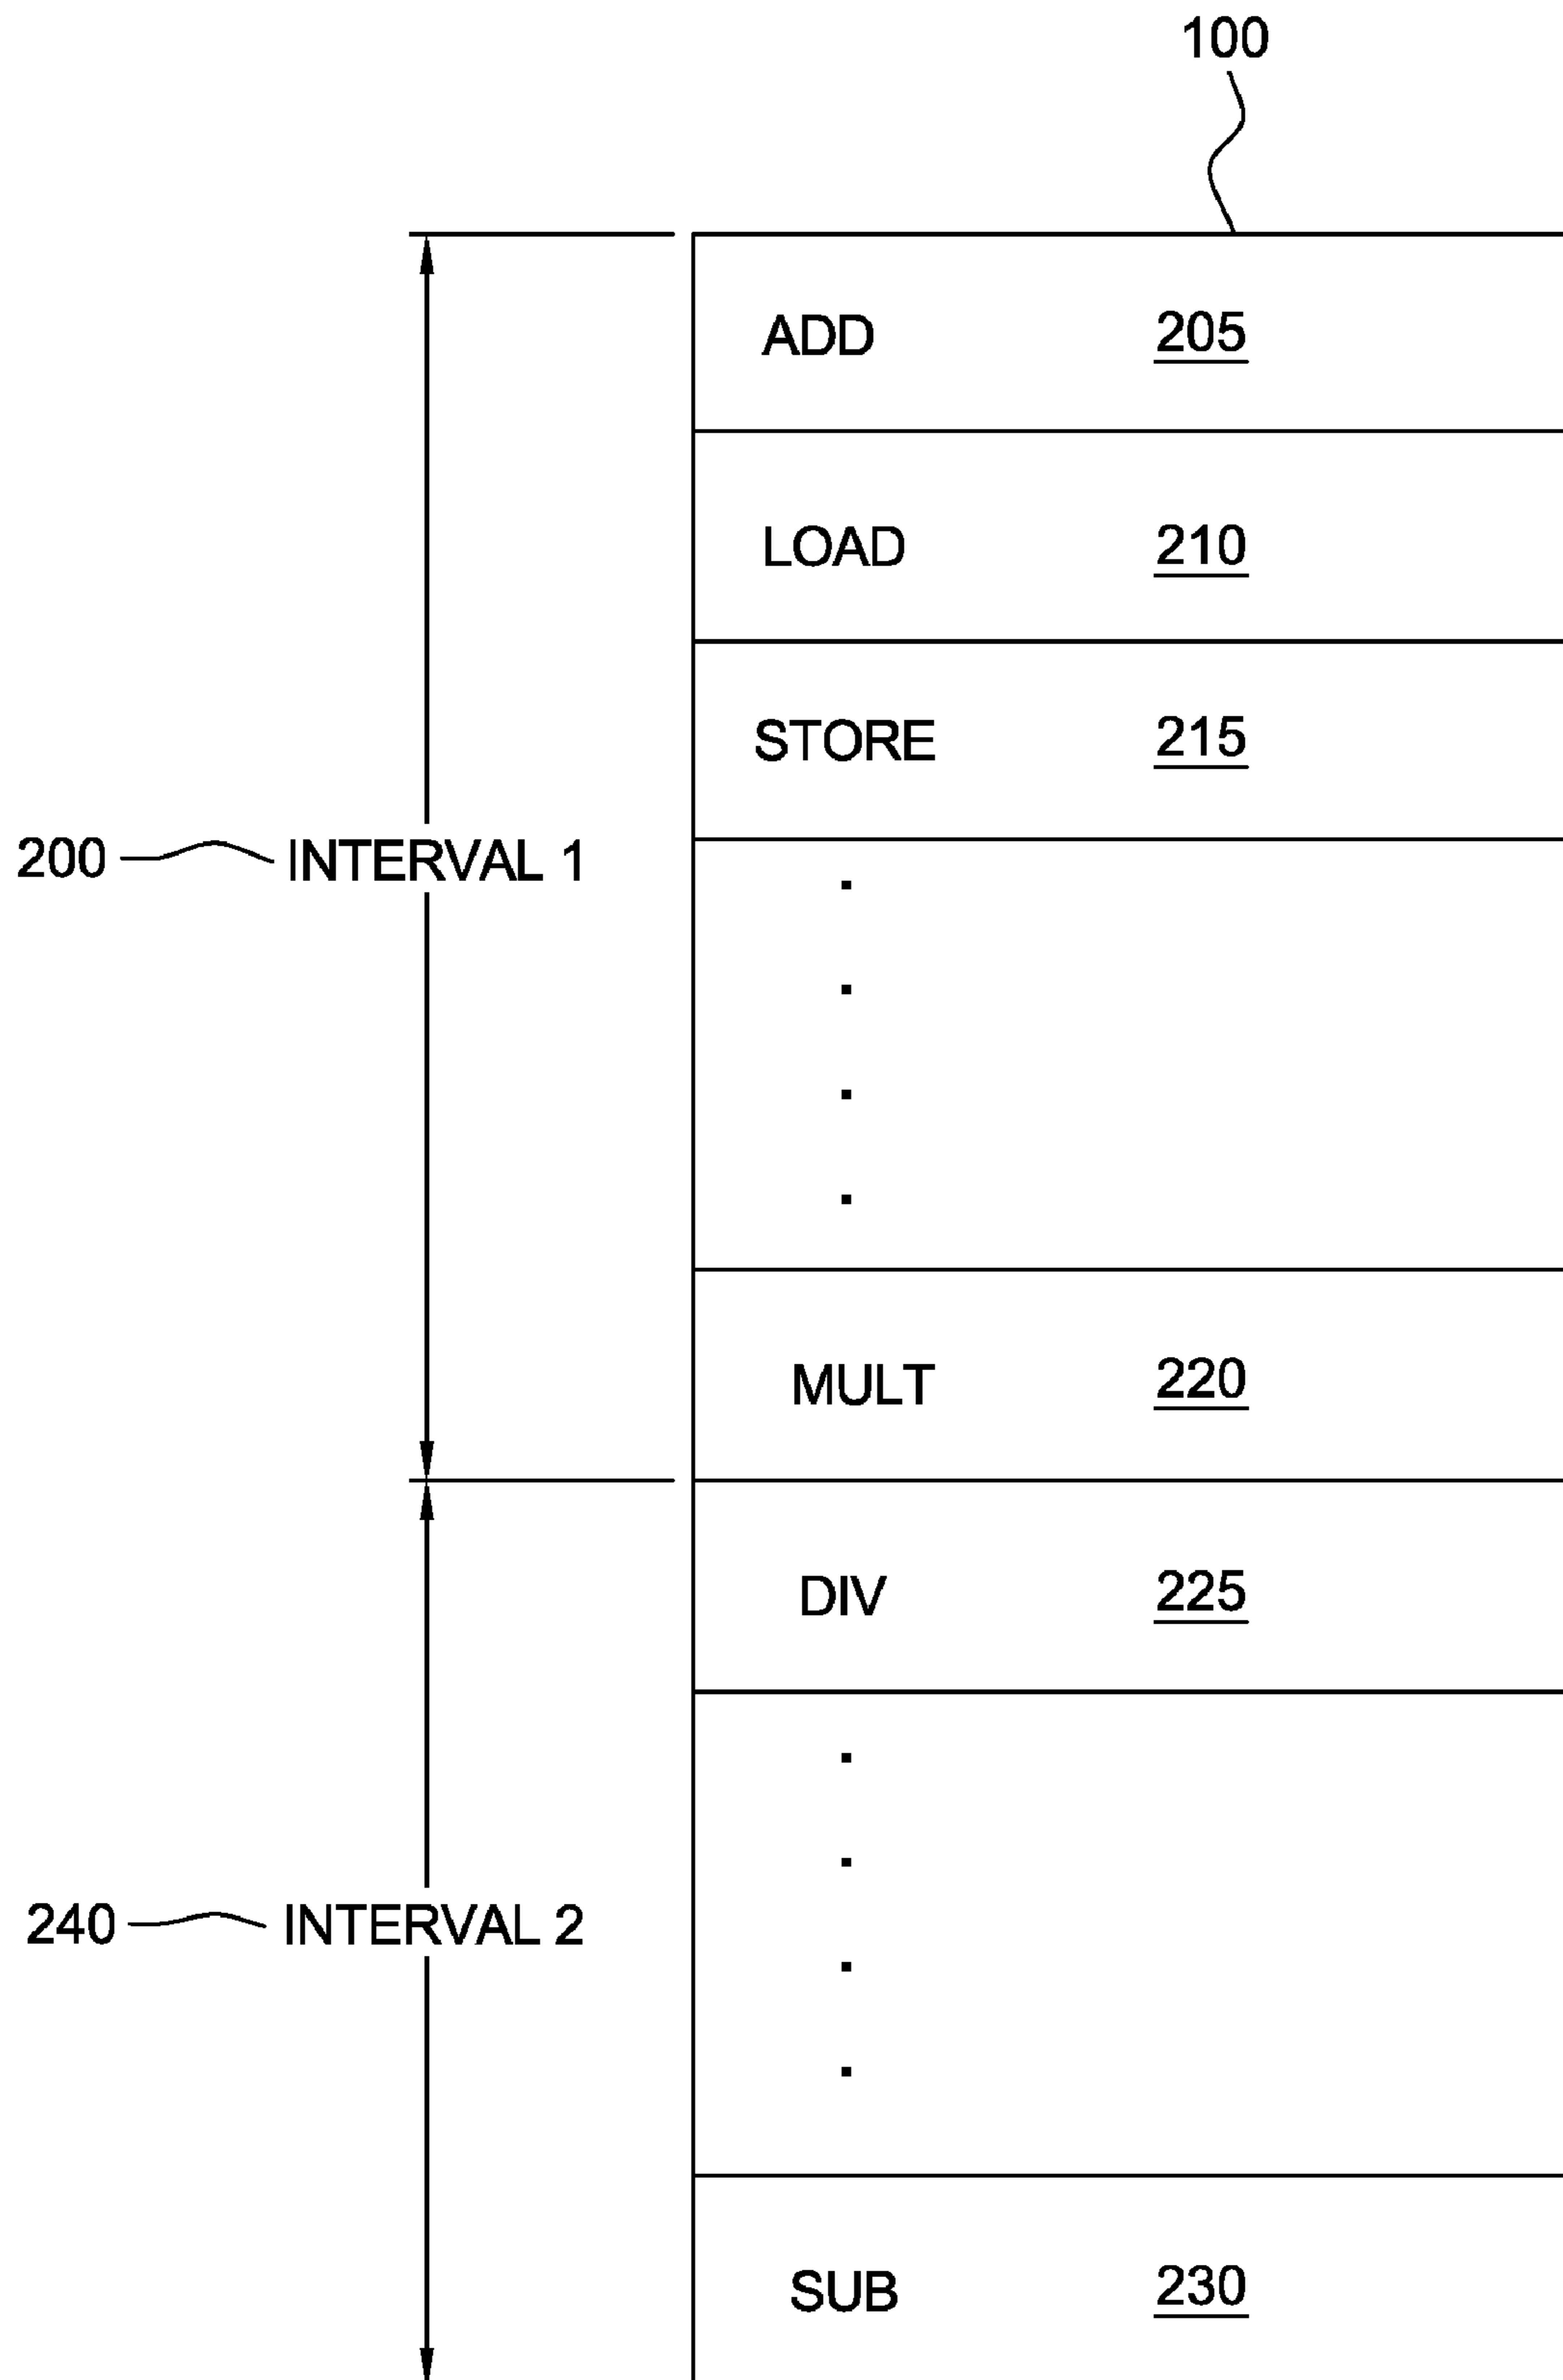 100
ADD 205
LOAD 210
STORE 215
200 INTERVAL 1
MULT 220
DIV 225
240 INTERVAL 2
SUB 230